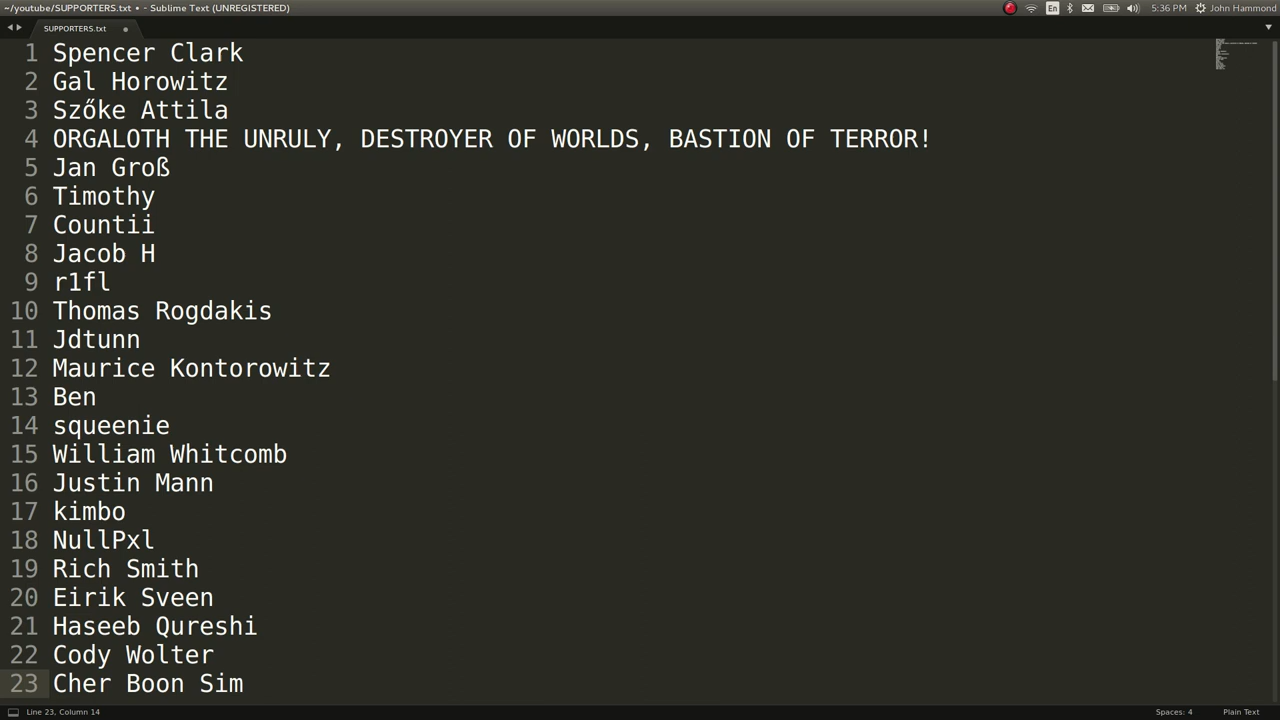 ~/youtube/SUPPORTERS.txt • - Sublime Text (UNREGISTERED)
En
5:36 PM
John Hammond
SUPPORTERS.txt
1 Spencer Clark
2 Gal Horowitz
3 Szőke Attila
4 ORGALOTH THE UNRULY, DESTROYER OF WORLDS, BASTION OF TERROR!
5 Jan Groß
6 Timothy
7 Countii
8 Jacob H
9 r1fl
10 Thomas Rogdakis
11 Jdtunn
12 Maurice Kontorowitz
13 Ben
14 squeenie
15 William Whitcomb
16 Justin Mann
17 kimbo
18 NullPxl
19 Rich Smith
20 Eirik Sveen
21 Haseeb Qureshi
22 Cody Wolter
23 Cher Boon Sim
Line 23, Column 14
Spaces: 4
Plain Text